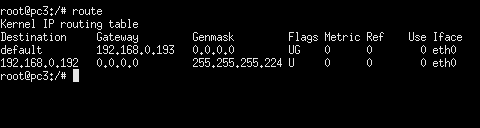 root@pc3:/# route
Kernel IP routing table
Destination     Gateway         Genmask         Flags Metric Ref    Use Iface
default         192.168.0.193   0.0.0.0         UG    0      0        0 eth0
192.168.0.192   0.0.0.0         255.255.255.224 U     0      0        0 eth0
root@pc3:/#